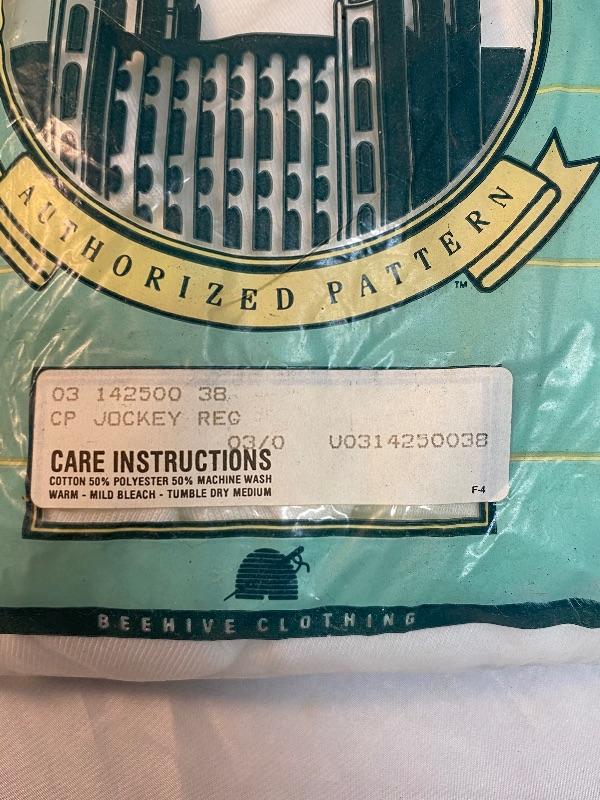 AUTHORIZED PATTERN
TM
03 142500 38
CP JOCKEY REG
03/0 U0314250038
CARE INSTRUCTIONS
COTTON 50% POLYESTER 50% MACHINE WASH
WARM - MILD BLEACH - TUMBLE DRY MEDIUM
F-4
BEEHIVE CLOTHING